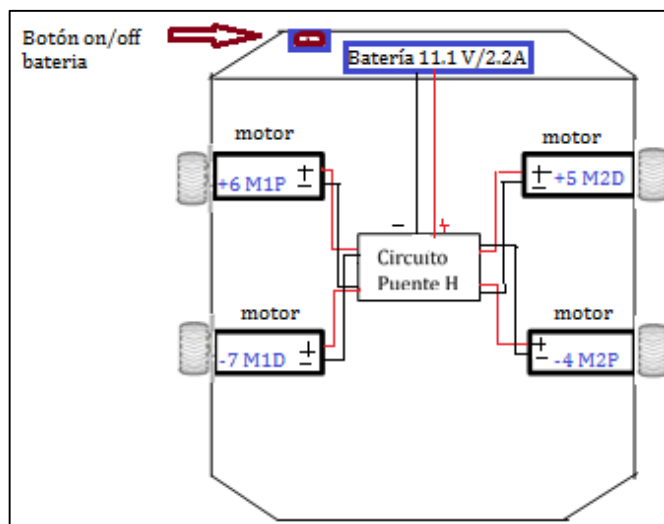 Botón on/off
bateria
Batería 11.1 V/2.2A
motor
motor
+6 M1P ±
± +5 M2D
− +
Circuito
Puente H
motor
motor
-7 M1D ±
+
− -4 M2P